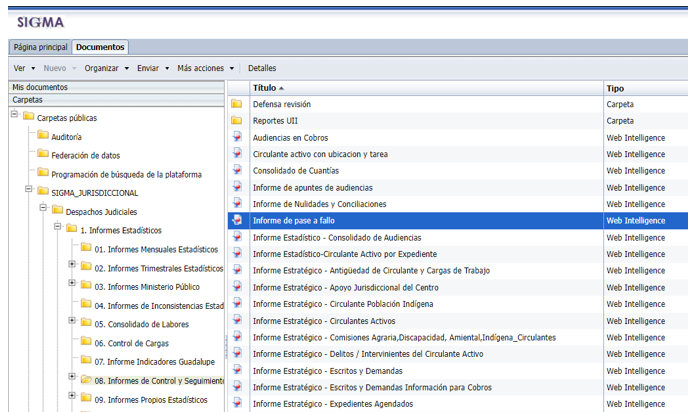 SIGMA
Página principal Documentos
Ver Nuevo Organizar Enviar Más acciones Detalles
Mis documentos
Carpetas
Carpetas públicas
Auditoría
Federación de datos
Programación de búsqueda de la plataforma
SIGMA_JURISDICCIONAL
Despachos Judiciales
1. Informes Estadísticos
01. Informes Mensuales Estadísticos
02. Informes Trimestrales Estadísticos
03. Informes Ministerio Público
04. Informes de Inconsistencias Estad
05. Consolidado de Labores
06. Control de Cargas
07. Informe Indicadores Guadalupe
08. Informes de Control y Seguimient
09. Informes Propios Estadísticos
Título Tipo
Defensa revisión Carpeta
Reportes UII Carpeta
Audiencias en Cobros Web Intelligence
Circulante activo con ubicacion y tarea Web Intelligence
Consolidado de Cuantías Web Intelligence
Informe de apuntes de audiencias Web Intelligence
Informe de Nulidades y Conciliaciones Web Intelligence
Informe de pase a fallo Web Intelligence
Informe Estadístico - Consolidado de Audiencias Web Intelligence
Informe Estadístico-Circulante Activo por Expediente Web Intelligence
Informe Estratégico - Antigüedad de Circulante y Cargas de Trabajo Web Intelligence
Informe Estratégico - Apoyo Jurisdiccional del Centro Web Intelligence
Informe Estratégico - Circulante Población Indígena Web Intelligence
Informe Estratégico - Circulantes Activos Web Intelligence
Informe Estratégico - Comisiones Agraria,Discapacidad, Amiental,Indígena_Circulantes Web Intelligence
Informe Estratégico - Delitos / Intervinientes del Circulante Activo Web Intelligence
Informe Estratégico - Escritos y Demandas Web Intelligence
Informe Estratégico - Escritos y Demandas Información para Cobros Web Intelligence
Informe Estratégico - Expedientes Agendados Web Intelligence